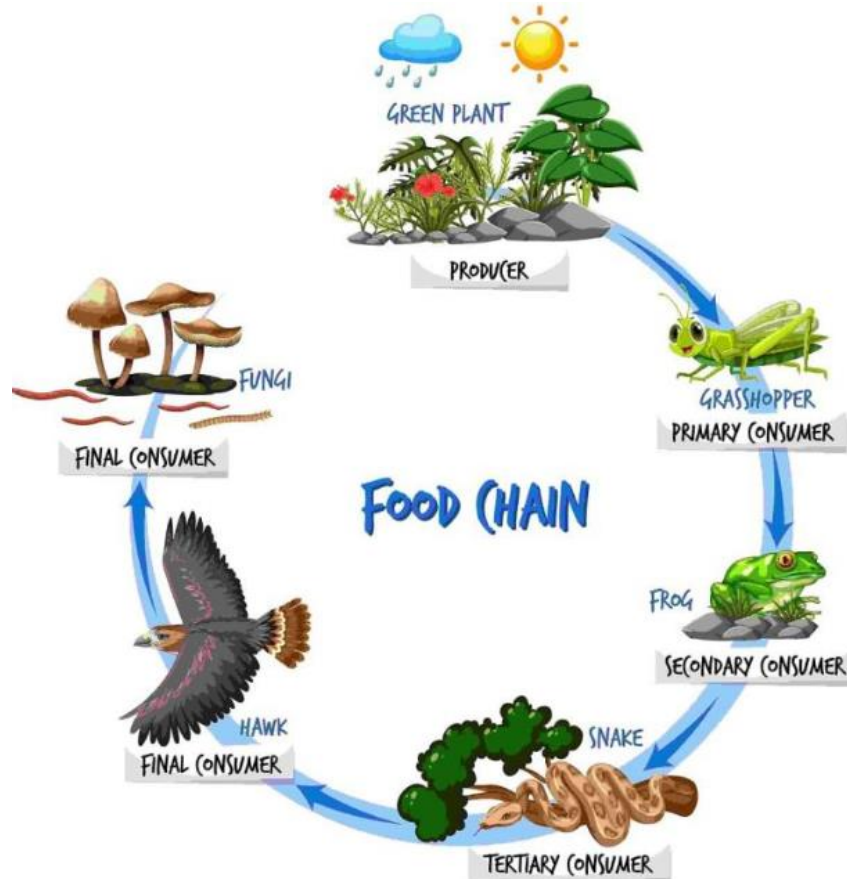 GREEN PLANT
PRODUCER
GRASSHOPPER
PRIMARY CONSUMER
FROG
SECONDARY CONSUMER
SNAKE
TERTIARY CONSUMER
HAWK
FINAL CONSUMER
FUNGI
FINAL CONSUMER
FOOD CHAIN